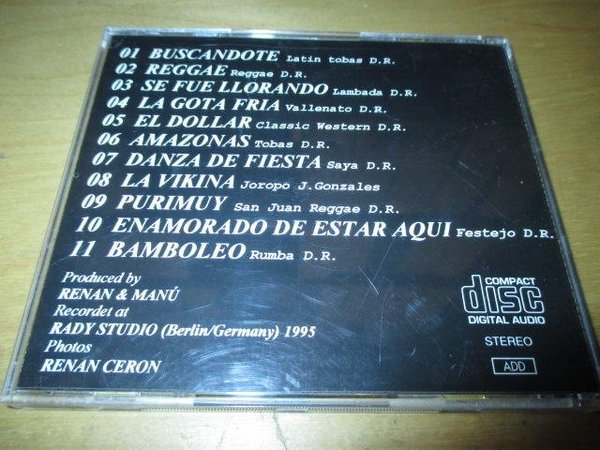 01 BUSCANDOTE Latin tobas D.R.
02 REGGAE Reggae D.R.
03 SE FUE LLORANDO Lambada D.R.
04 LA GOTA FRIA Vallenato D.R.
05 EL DOLLAR Classic Western D.R.
06 AMAZONAS Tobas D.R.
07 DANZA DE FIESTA Saya D.R.
08 LA VIKINA Joropo J.Gonzales
09 PURIMUY San Juan Reggae D.R.
10 ENAMORADO DE ESTAR AQUI Festejo D.R.
11 BAMBOLEO Rumba D.R.
Produced by
RENAN & MANÚ
Recordet at
RADY STUDIO (Berlin/Germany) 1995
Photos
RENAN CERON
COMPACT
disc
DIGITAL AUDIO
STEREO
ADD